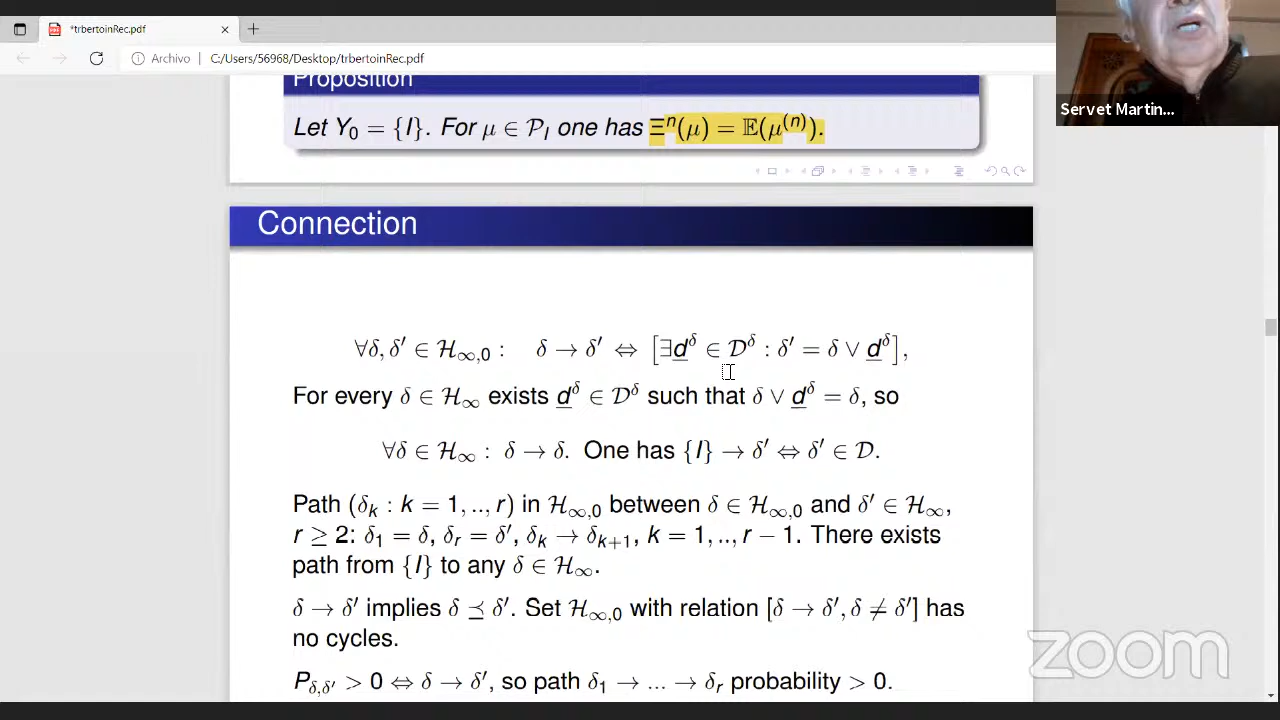 *trbertoinRec.pdf
Archivo C:/Users/56968/Desktop/trbertoinRec.pdf
Servet Martin...
Proposition
Let Y₀ = {I}. For μ ∈ 𝒫_I one has Ξⁿ(μ) = 𝔼(μ⁽ⁿ⁾).
Connection
∀δ, δ′ ∈ ℋ_{∞,0} : δ → δ′ ⇔ [∃d̲^δ ∈ 𝒟^δ : δ′ = δ ∨ d̲^δ],
For every δ ∈ ℋ_∞ exists d̲^δ ∈ 𝒟^δ such that δ ∨ d̲^δ = δ, so
∀δ ∈ ℋ_∞ : δ → δ. One has {I} → δ′ ⇔ δ′ ∈ 𝒟.
Path (δ_k : k = 1, .., r) in ℋ_{∞,0} between δ ∈ ℋ_{∞,0} and δ′ ∈ ℋ_∞,
r ≥ 2: δ₁ = δ, δ_r = δ′, δ_k → δ_{k+1}, k = 1, .., r − 1. There exists
path from {I} to any δ ∈ ℋ_∞.
δ → δ′ implies δ ⪯ δ′. Set ℋ_{∞,0} with relation [δ → δ′, δ ≠ δ′] has
no cycles.
P_{δ,δ′} > 0 ⇔ δ → δ′, so path δ₁ → ... → δ_r probability > 0.
zoom